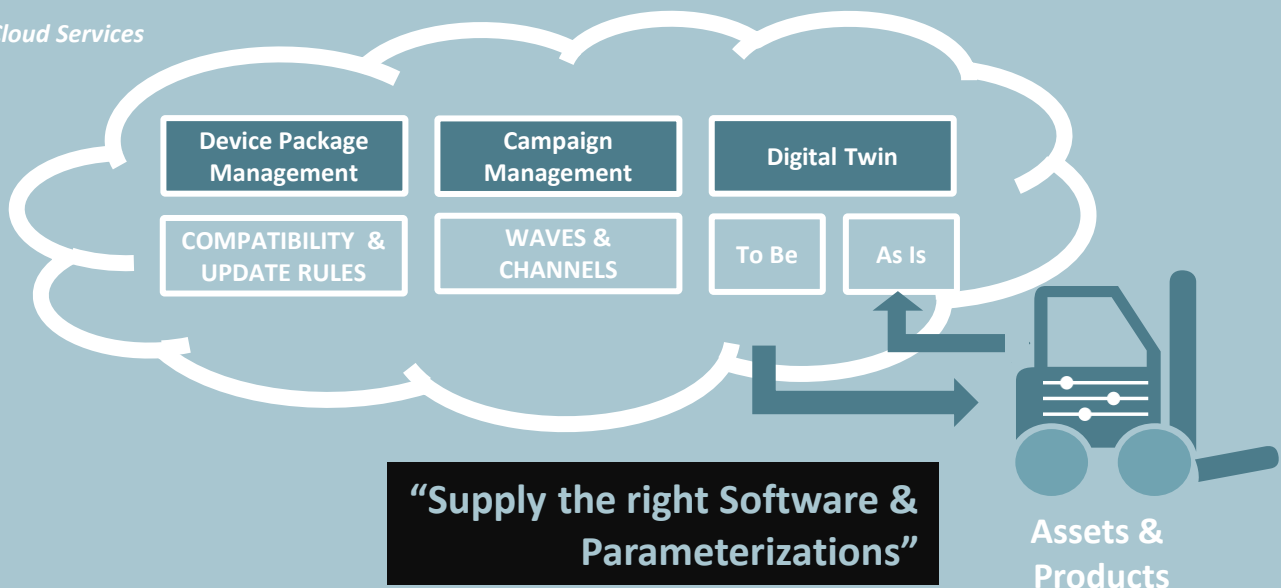 Cloud Services
Device Package
Management
Campaign
Management
Digital Twin
COMPATIBILITY &
UPDATE RULES
WAVES &
CHANNELS
To Be
As Is
“Supply the right Software &
Parameterizations”
Assets &
Products